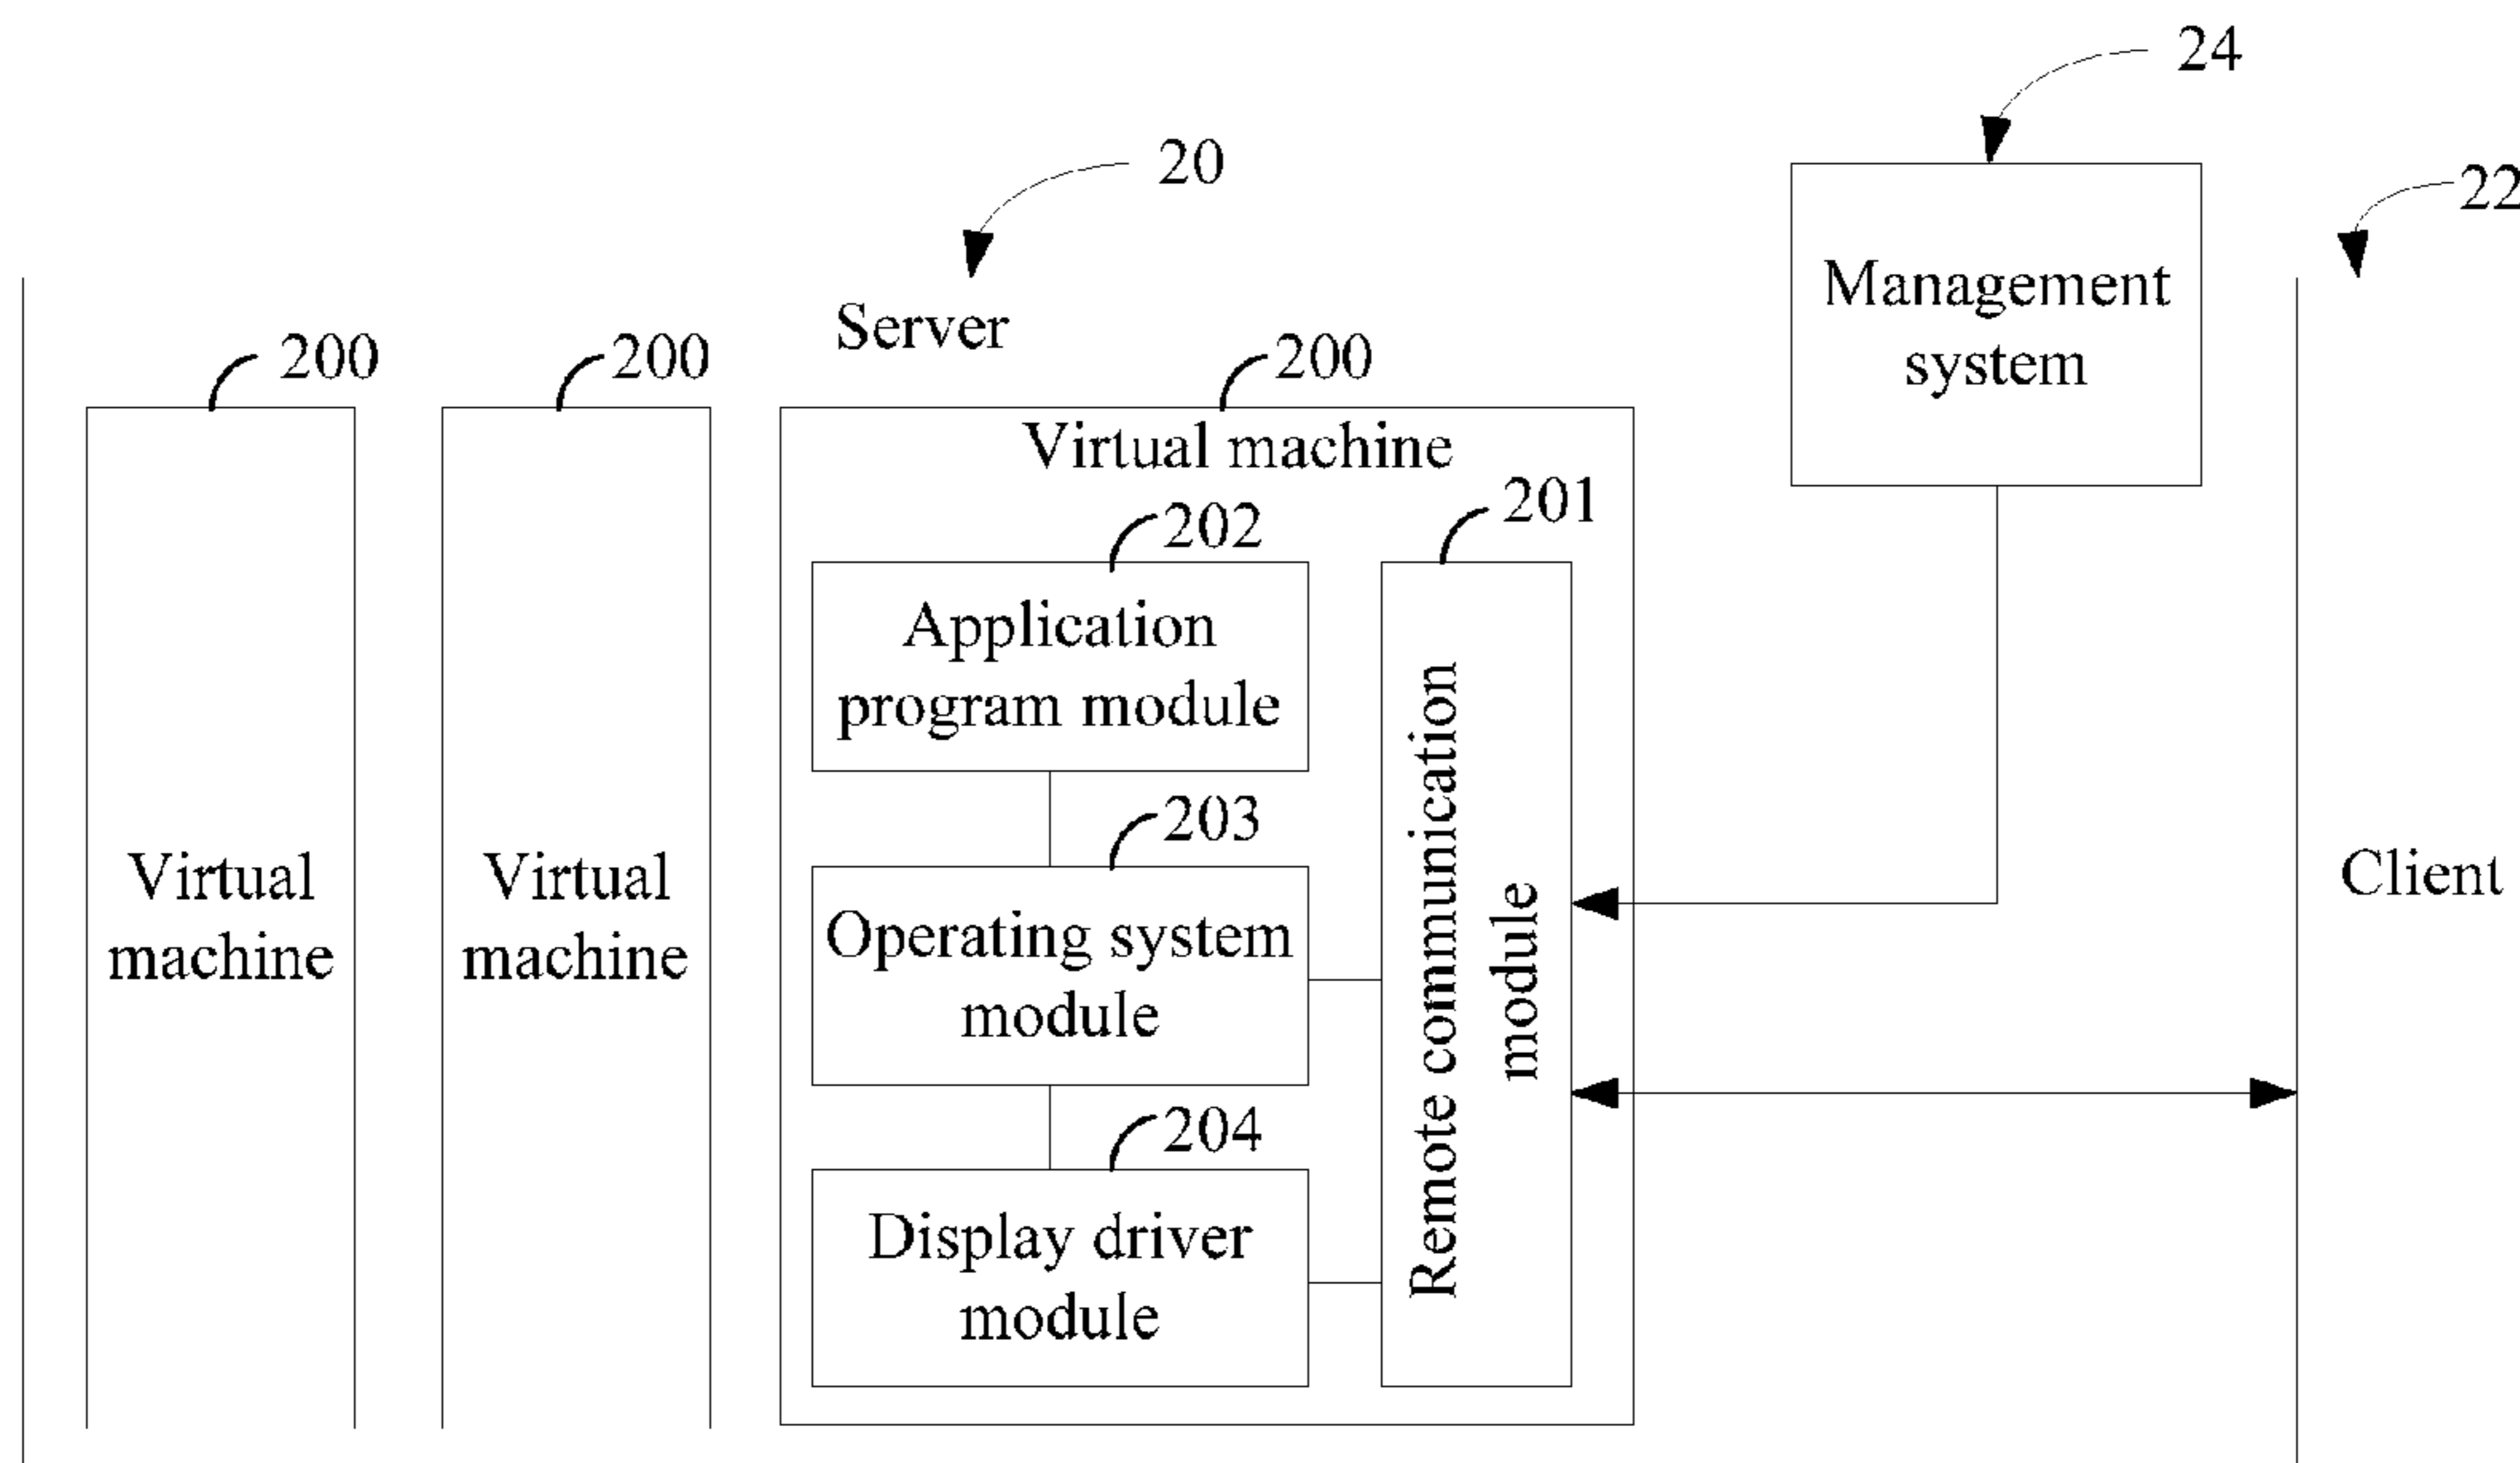 24
20
22
Management
system
Server
200
200
200
Virtual machine
201
202
Application
program module
Remote communication
module
203
Virtual
machine
Virtual
machine
Operating system
module
Client
204
Display driver
module